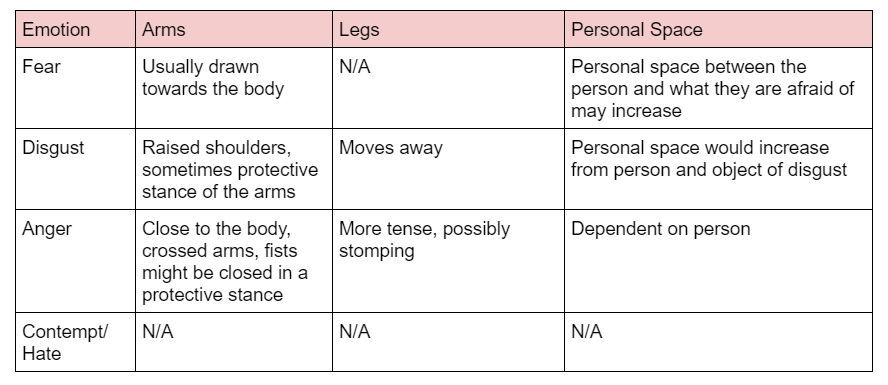 Emotion
Arms
Legs
Personal Space
Fear
Usually drawn
towards the body
N/A
Personal space between the
person and what they are afraid of
may increase
Disgust
Raised shoulders,
sometimes protective
stance of the arms
Moves away
Personal space would increase
from person and object of disgust
Anger
Close to the body,
crossed arms, fists
might be closed in a
protective stance
More tense, possibly
stomping
Dependent on person
Contempt/
Hate
N/A
N/A
N/A